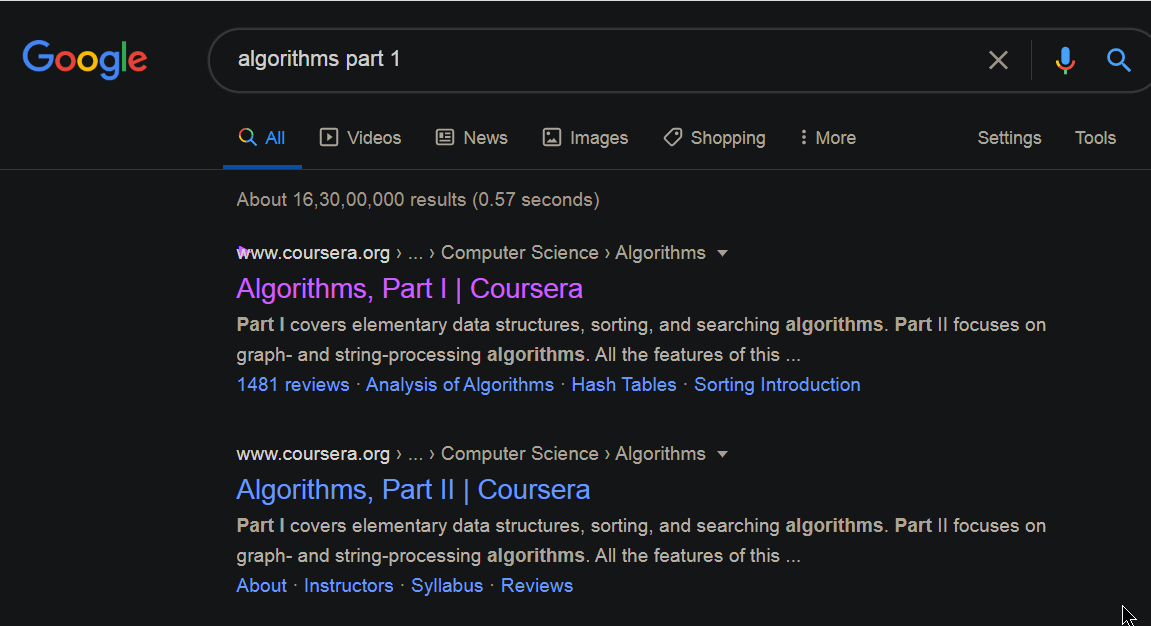 Google
algorithms part 1
All Videos News Images Shopping More Settings Tools
About 16,30,00,000 results (0.57 seconds)
www.coursera.org › ... › Computer Science › Algorithms
Algorithms, Part I | Coursera
Part I covers elementary data structures, sorting, and searching algorithms. Part II focuses on
graph- and string-processing algorithms. All the features of this ...
1481 reviews · Analysis of Algorithms · Hash Tables · Sorting Introduction
www.coursera.org › ... › Computer Science › Algorithms
Algorithms, Part II | Coursera
Part I covers elementary data structures, sorting, and searching algorithms. Part II focuses on
graph- and string-processing algorithms. All the features of this ...
About · Instructors · Syllabus · Reviews